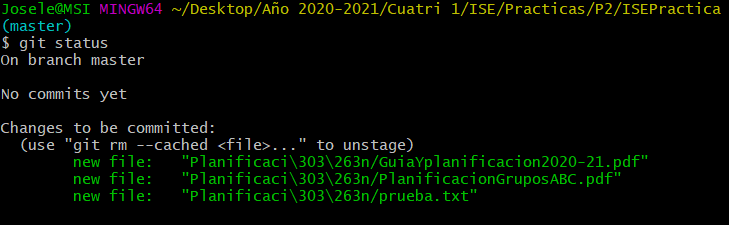 Josele@MSI MINGW64 ~/Desktop/Año 2020-2021/Cuatri 1/ISE/Practicas/P2/ISEPractica
(master)
$ git status
On branch master

No commits yet

Changes to be committed:
  (use "git rm --cached <file>..." to unstage)
        new file:   "Planificaci\303\263n/GuiaYplanificacion2020-21.pdf"
        new file:   "Planificaci\303\263n/PlanificacionGruposABC.pdf"
        new file:   "Planificaci\303\263n/prueba.txt"